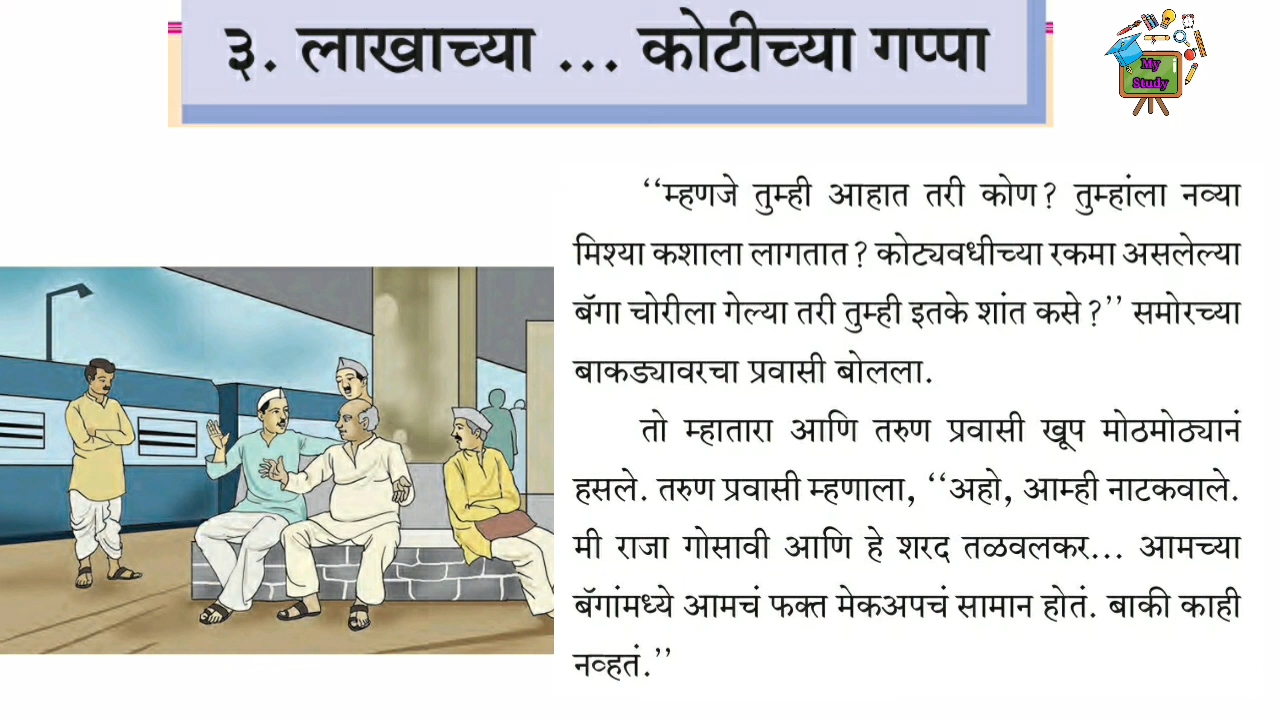 ३. लाखाच्या ... कोटीच्या गप्पा
My
Study
‘‘म्हणजे तुम्ही आहात तरी कोण? तुम्हांला नव्या
मिश्या कशाला लागतात? कोट्यवधीच्या रकमा असलेल्या
बॅगा चोरीला गेल्या तरी तुम्ही इतके शांत कसे?’’ समोरच्या
बाकड्यावरचा प्रवासी बोलला.
तो म्हातारा आणि तरुण प्रवासी खूप मोठमोठ्यानं
हसले. तरुण प्रवासी म्हणाला, ‘‘अहो, आम्ही नाटकवाले.
मी राजा गोसावी आणि हे शरद तळवलकर... आमच्या
बॅगांमध्ये आमचं फक्त मेकअपचं सामान होतं. बाकी काही
नव्हतं.’’